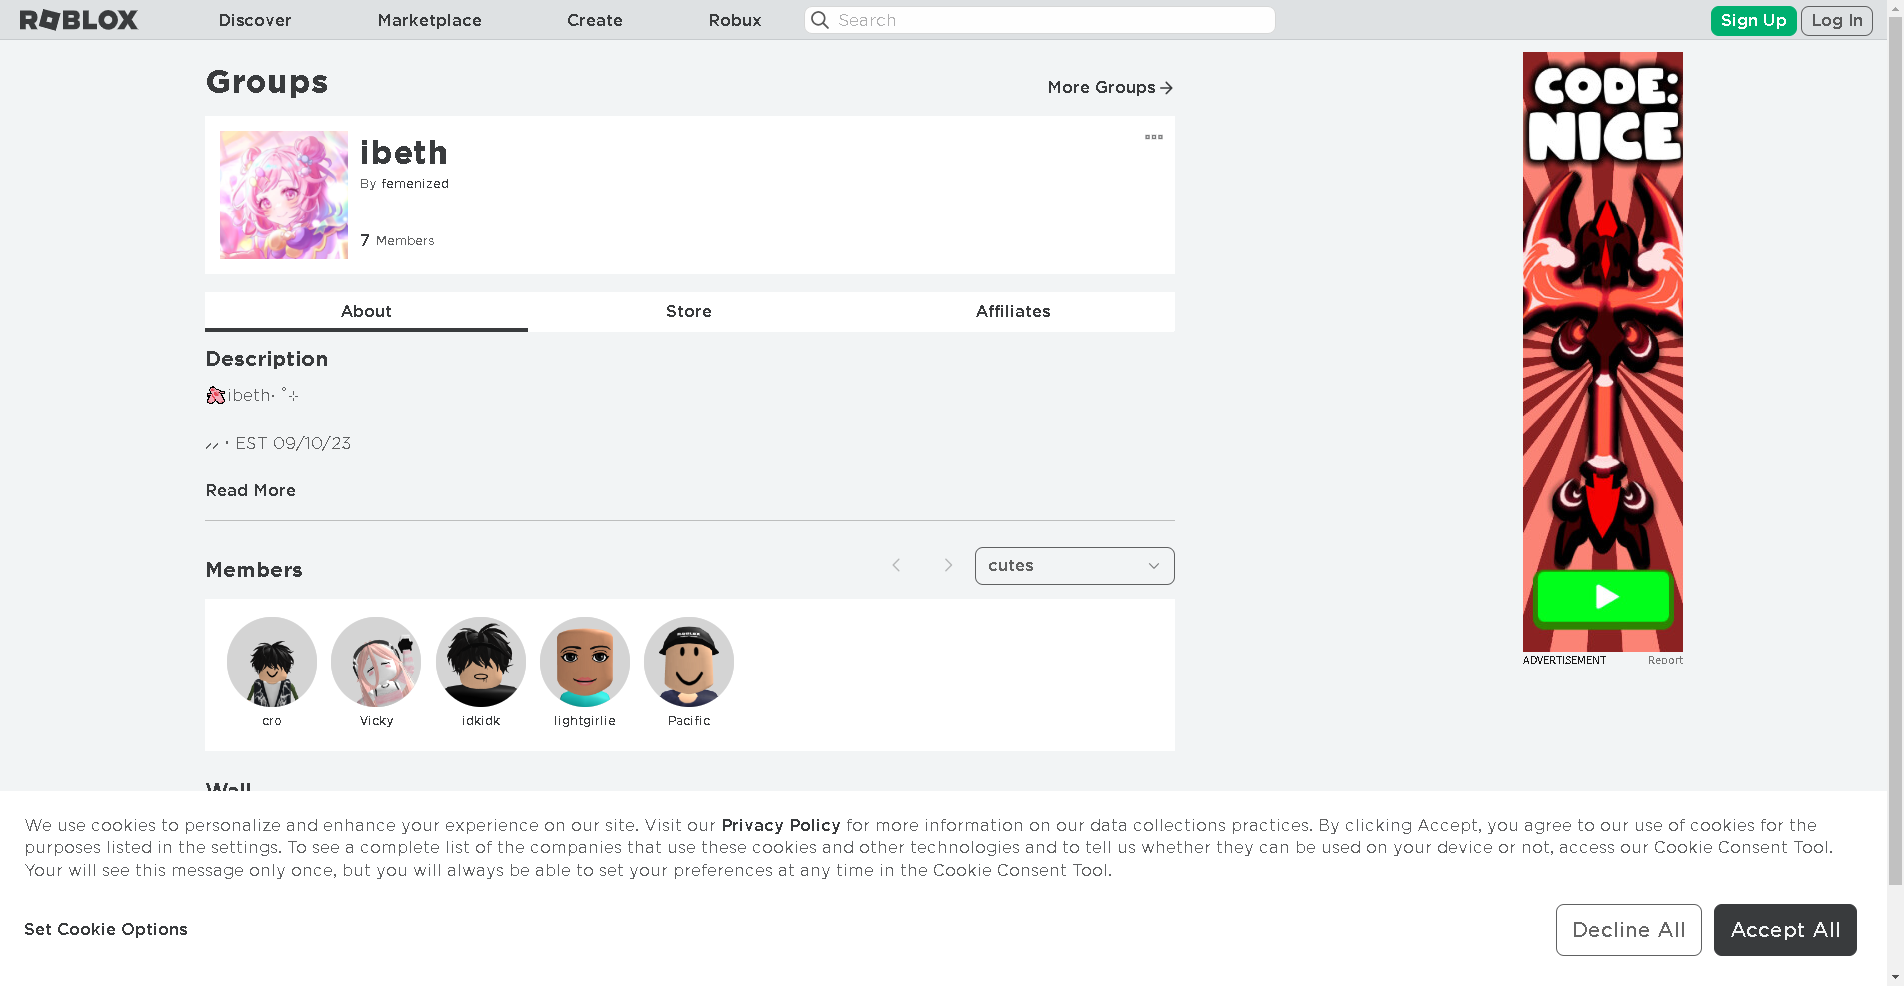 ROBLOX Discover Marketplace Create Robux Search Sign Up Log In
Groups
More Groups
ibeth
By femenized
7 Members
About Store Affiliates
Description
🌸ibeth˖ ˚⊹
ˏˏ・EST 09/10/23
Read More
Members
cutes
ROBLOX
cro Vicky idkidk lightgirlie Pacific
Wall
CODE:
NICE
ADVERTISEMENT Report
We use cookies to personalize and enhance your experience on our site. Visit our Privacy Policy for more information on our data collections practices. By clicking Accept, you agree to our use of cookies for the
purposes listed in the settings. To see a complete list of the companies that use these cookies and other technologies and to tell us whether they can be used on your device or not, access our Cookie Consent Tool.
Your will see this message only once, but you will always be able to set your preferences at any time in the Cookie Consent Tool.
Set Cookie Options
Decline All Accept All